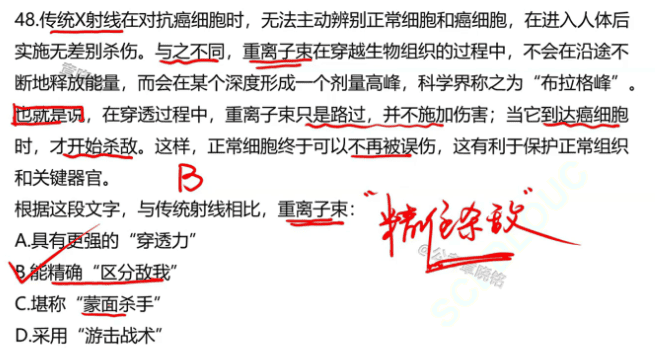 48.传统X射线在对抗癌细胞时，无法主动辨别正常细胞和癌细胞，在进入人体后
实施无差别杀伤。与之不同，重离子束在穿越生物组织的过程中，不会在沿途不
断地释放能量，而会在某个深度形成一个剂量高峰，科学界称之为“布拉格峰”。
也就是说，在穿透过程中，重离子束只是路过，并不施加伤害；当它到达癌细胞
时，才开始杀敌。这样，正常细胞终于可以不再被误伤，这有利于保护正常组织
和关键器官。
B
根据这段文字，与传统射线相比，重离子束：
“精准杀敌”
A.具有更强的“穿透力”
B.能精确“区分敌我”
C.堪称“蒙面杀手”
D.采用“游击战术”